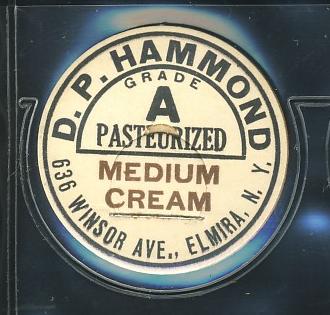 D. P. HAMMOND
GRADE
A
PASTEURIZED
MEDIUM
CREAM
636 WINSOR AVE., ELMIRA, N. Y.